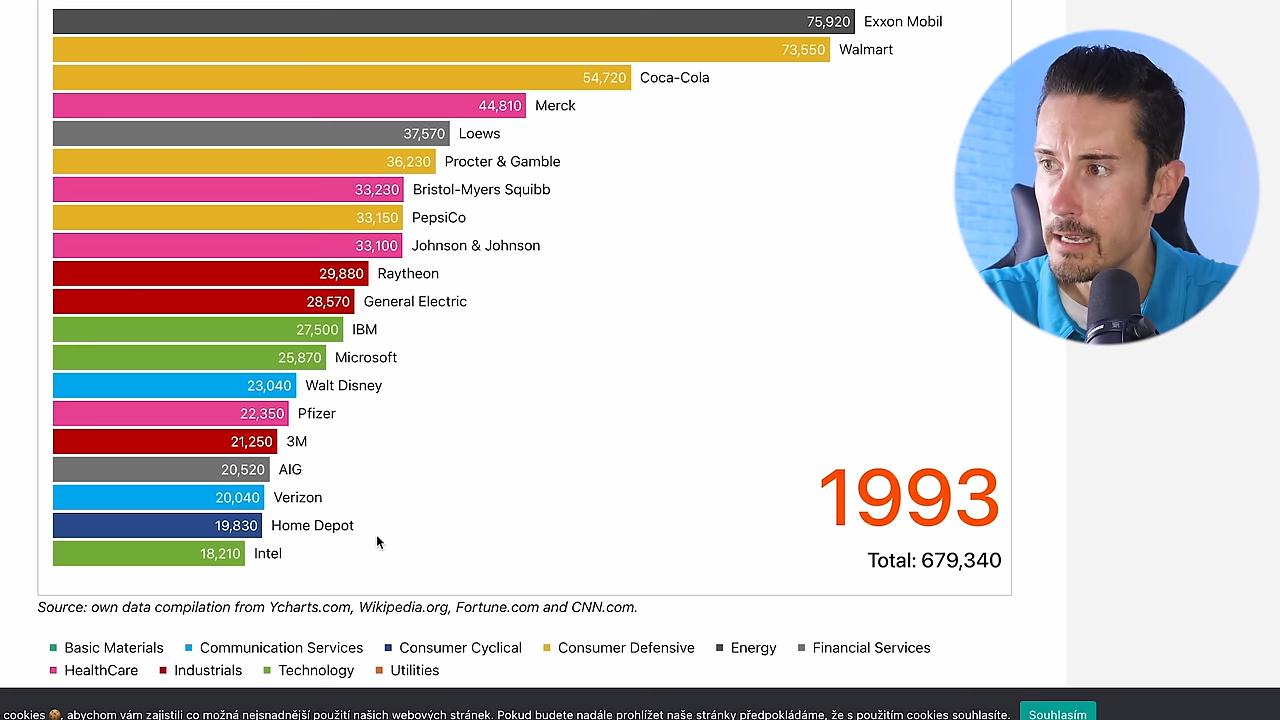 75,920 Exxon Mobil
73,550 Walmart
54,720 Coca-Cola
44,810 Merck
37,570 Loews
36,230 Procter & Gamble
33,230 Bristol-Myers Squibb
33,150 PepsiCo
33,100 Johnson & Johnson
29,880 Raytheon
28,570 General Electric
27,500 IBM
25,870 Microsoft
23,040 Walt Disney
22,350 Pfizer
21,250 3M
20,520 AIG
20,040 Verizon
19,830 Home Depot
18,210 Intel
1993
Total: 679,340
Source: own data compilation from Ycharts.com, Wikipedia.org, Fortune.com and CNN.com.
Basic Materials Communication Services Consumer Cyclical Consumer Defensive Energy Financial Services
HealthCare Industrials Technology Utilities
cookies 🍪, abychom vám zajistili co možná nejsnadnější použití našich webových stránek. Pokud budete nadále prohlížet naše stránky předpokládáme, že s použitím cookies souhlasíte. Souhlasím